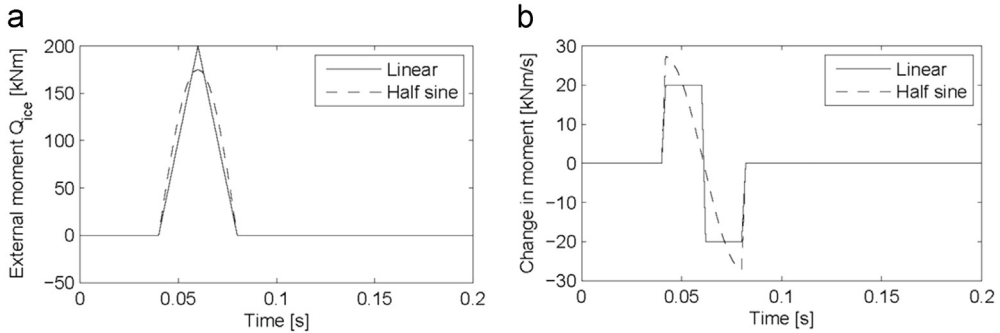 a
External moment Q_ice [kNm]
200
150
100
50
0
−50
Linear
Half sine
0
0.05
0.1
0.15
0.2
Time [s]
b
Change in moment [kNm/s]
30
20
10
0
−10
−20
−30
Linear
Half sine
0
0.05
0.1
0.15
0.2
Time [s]